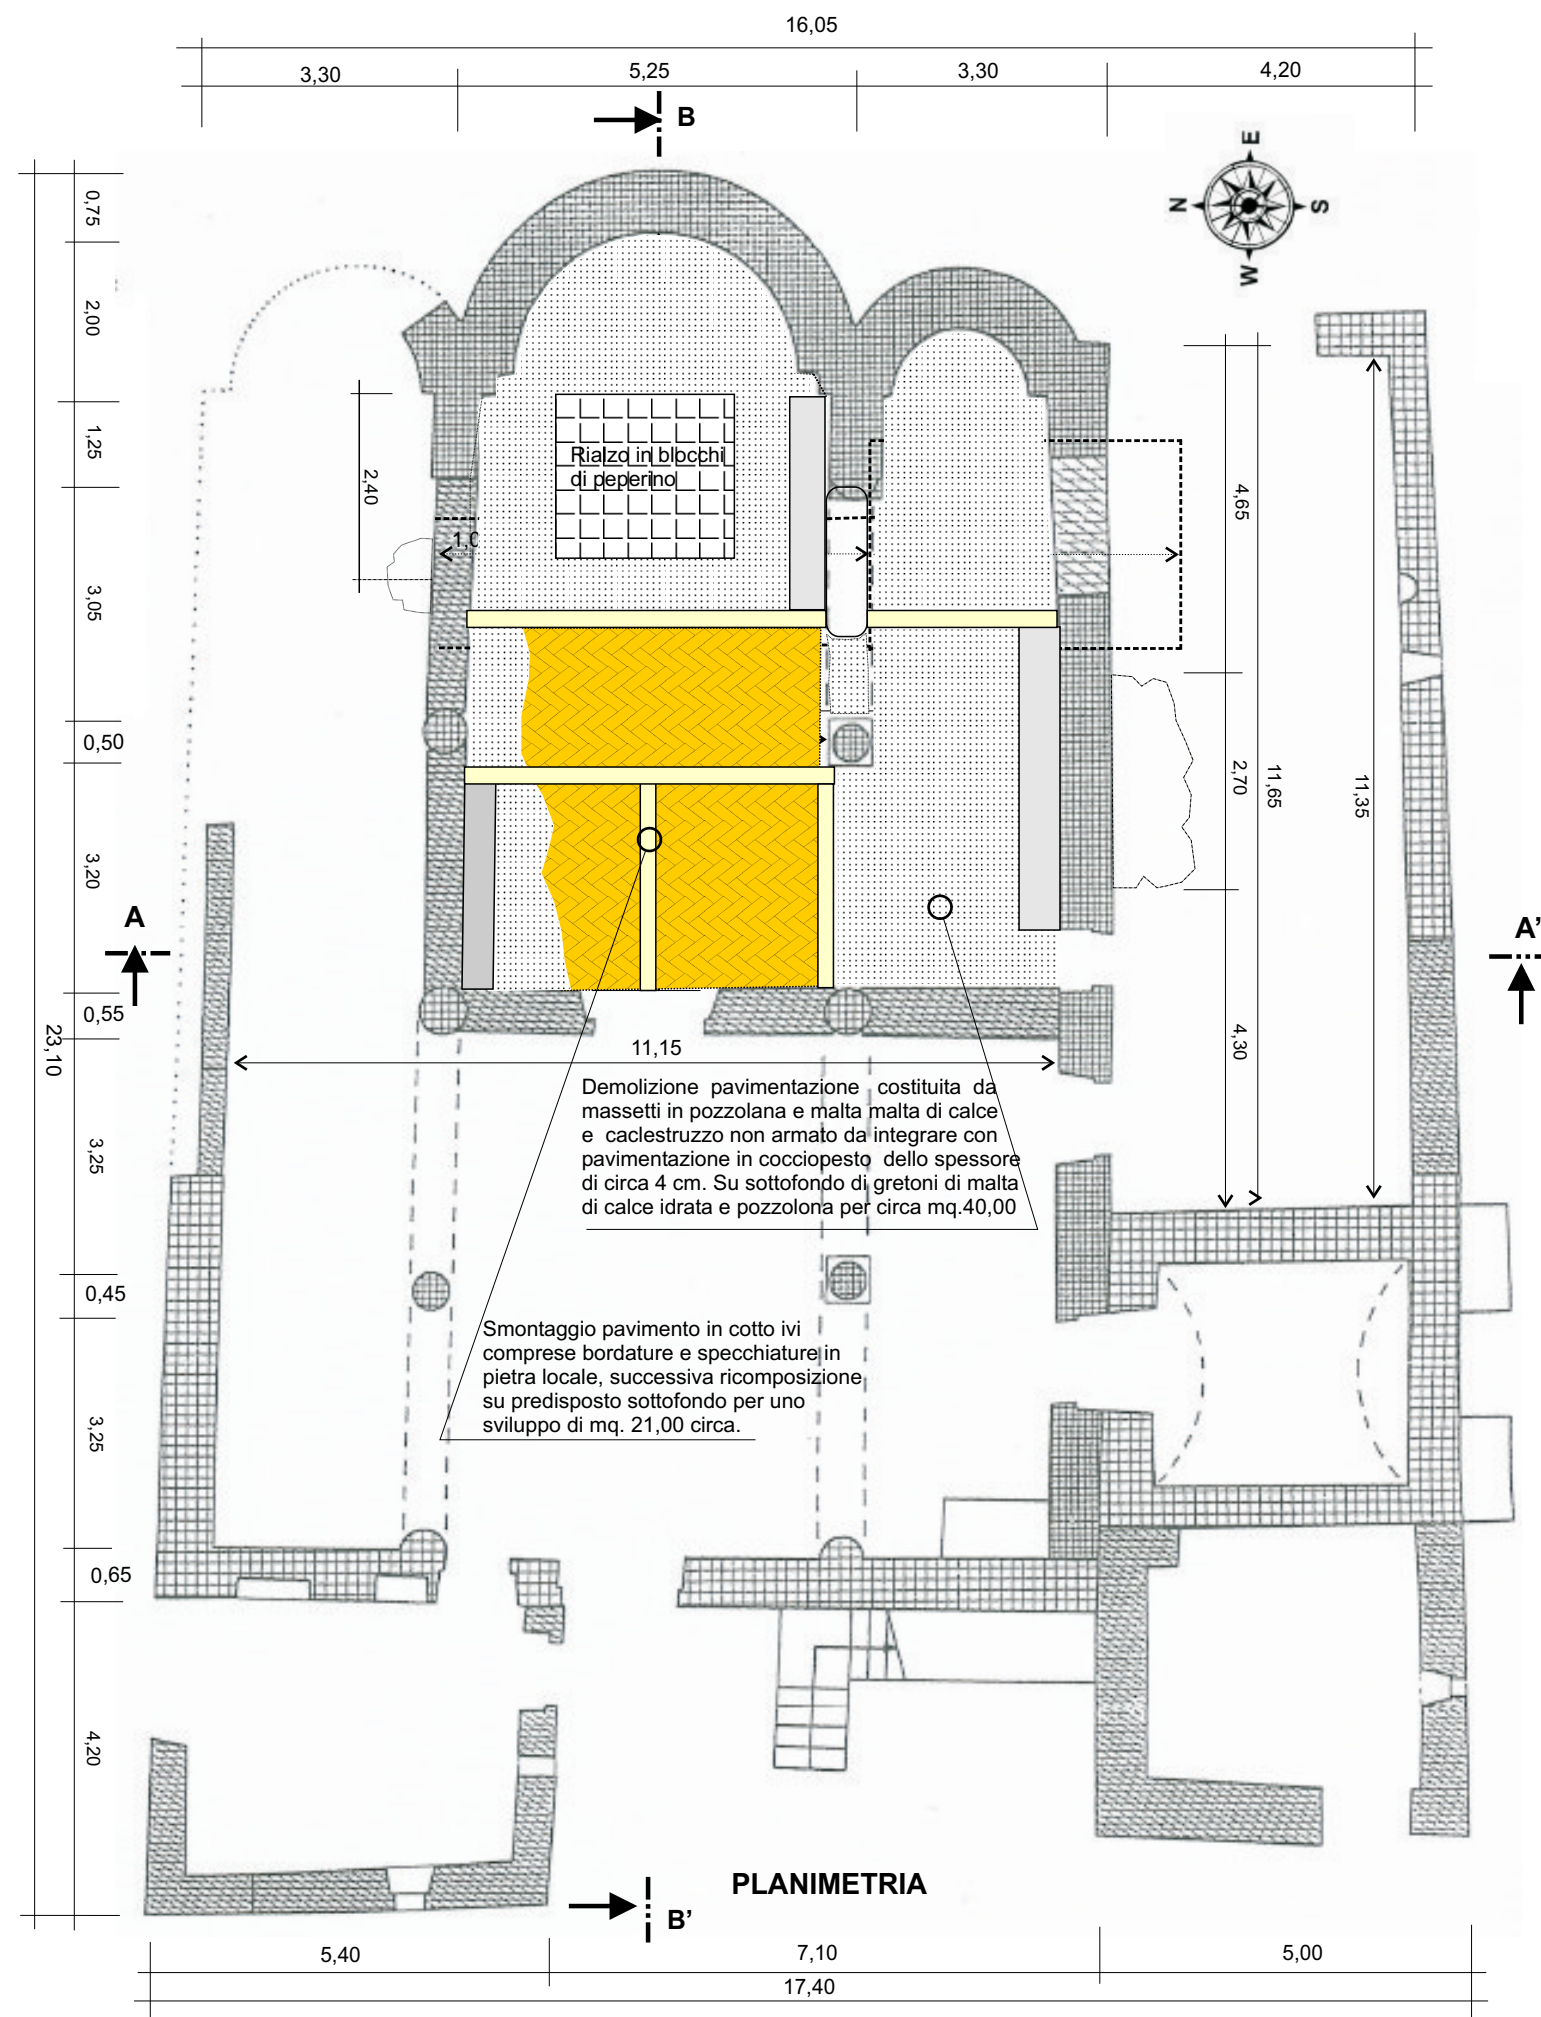 16,05
3,30
5,25
3,30
4,20
B
E
N
S
W
0,75
2,00
1,25
3,05
0,50
3,20
0,55
23,10
3,25
0,45
3,25
0,65
4,20
2,40
Rialzo in blocchi
di peperino
4,65
2,70
11,65
11,35
4,30
A
A’
11,15
Demolizione pavimentazione costituita da
massetti in pozzolana e malta malta di calce
e caclestruzzo non armato da integrare con
pavimentazione in cocciopesto dello spessore
di circa 4 cm. Su sottofondo di gretoni di malta
di calce idrata e pozzolona per circa mq.40,00
Smontaggio pavimento in cotto ivi
comprese bordature e specchiature in
pietra locale, successiva ricomposizione
su predisposto sottofondo per uno
sviluppo di mq. 21,00 circa.
PLANIMETRIA
B’
5,40
7,10
5,00
17,40